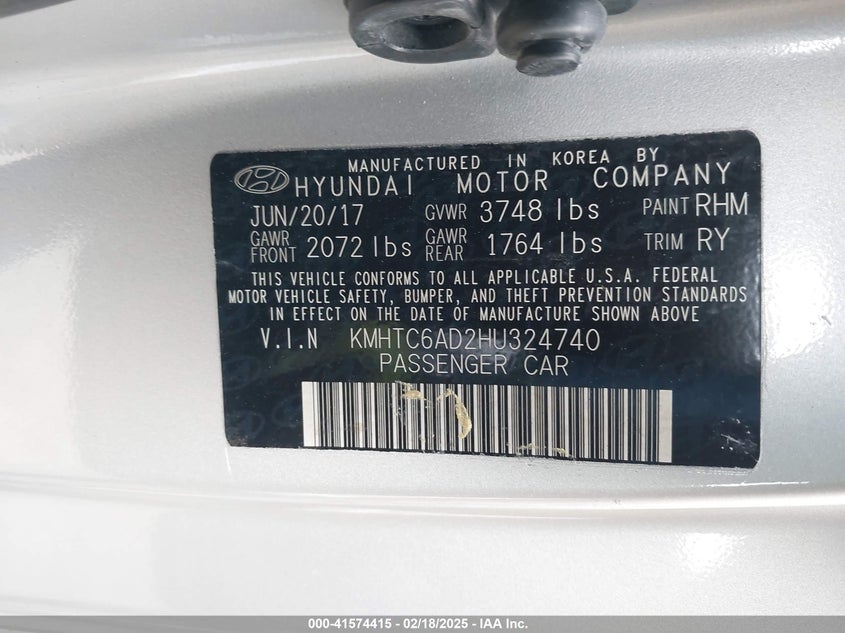 MANUFACTURED IN KOREA BY
HYUNDAI MOTOR COMPANY
JUN/20/17 GVWR 3748 lbs PAINT RHM
GAWR FRONT 2072 lbs GAWR REAR 1764 lbs TRIM RY
THIS VEHICLE CONFORMS TO ALL APPLICABLE U.S.A. FEDERAL
MOTOR VEHICLE SAFETY, BUMPER, AND THEFT PREVENTION STANDARDS
IN EFFECT ON THE DATE OF MANUFACTURE SHOWN ABOVE.
V.I.N KMHTC6AD2HU324740
PASSENGER CAR
000-41574415 - 02/18/2025 - IAA Inc.